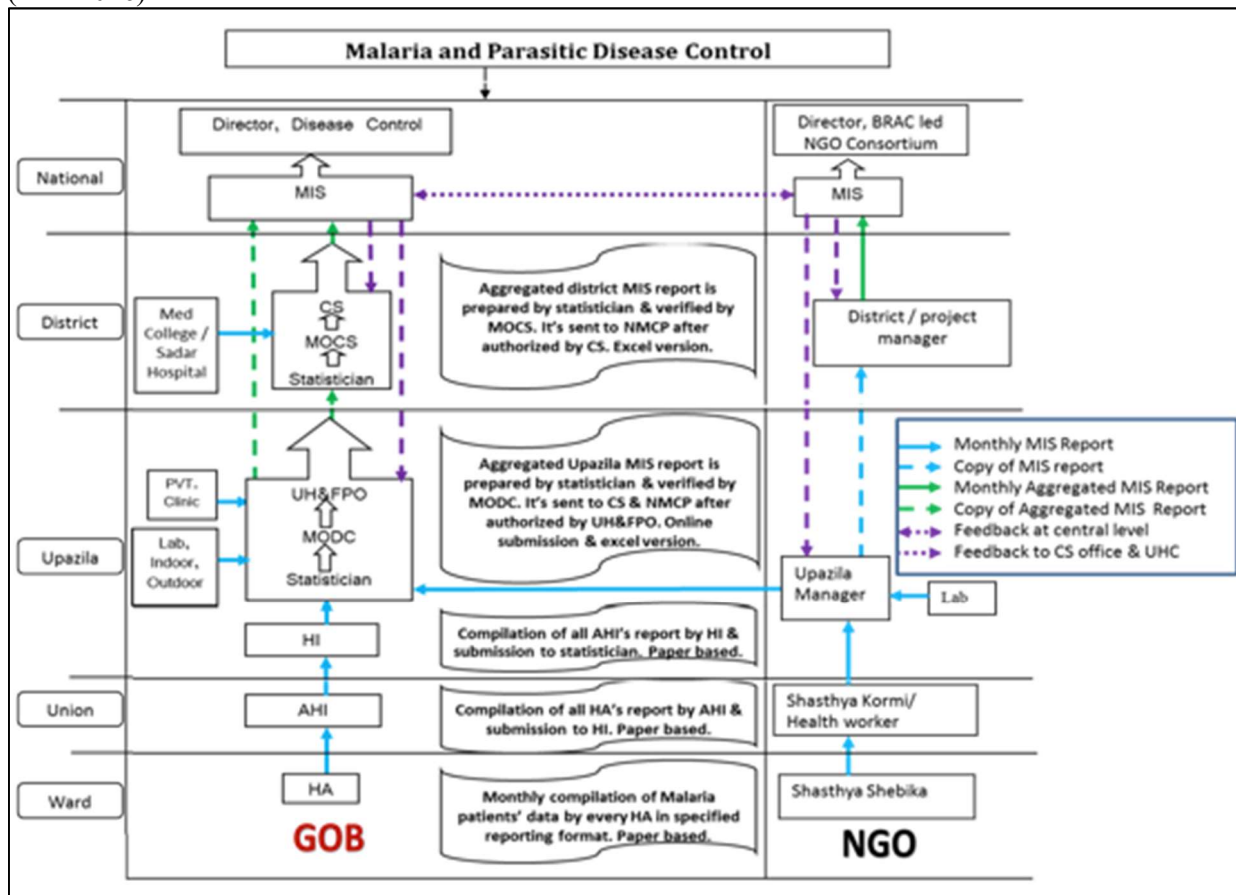 Malaria and Parasitic Disease Control
National
Director, Disease Control
MIS
Director, BRAC led
NGO Consortium
MIS
District
Med
College /
Sadar
Hospital
CS
MOCS
Statistician
Aggregated district MIS report is
prepared by statistician & verified by
MOCS. It's sent to NMCP after
authorized by CS. Excel version.
District / project
manager
Upazila
PVT.
Clinic
Lab,
Indoor,
Outdoor
UH&FPO
MODC
Statistician
HI
Aggregated Upazila MIS report is
prepared by statistician & verified by
MODC. It's sent to CS & NMCP after
authorized by UH&FPO. Online
submission & excel version.
Compilation of all AHI's report by HI &
submission to statistician. Paper based.
Upazila
Manager
Lab
Monthly MIS Report
Copy of MIS report
Monthly Aggregated MIS Report
Copy of Aggregated MIS Report
Feedback at central level
Feedback to CS office & UHC
Union
AHI
Compilation of all HA's report by AHI &
submission to HI. Paper based.
Shasthya Kormi/
Health worker
Ward
HA
GOB
Monthly compilation of Malaria
patients' data by every HA in specified
reporting format. Paper based.
Shasthya Shebika
NGO